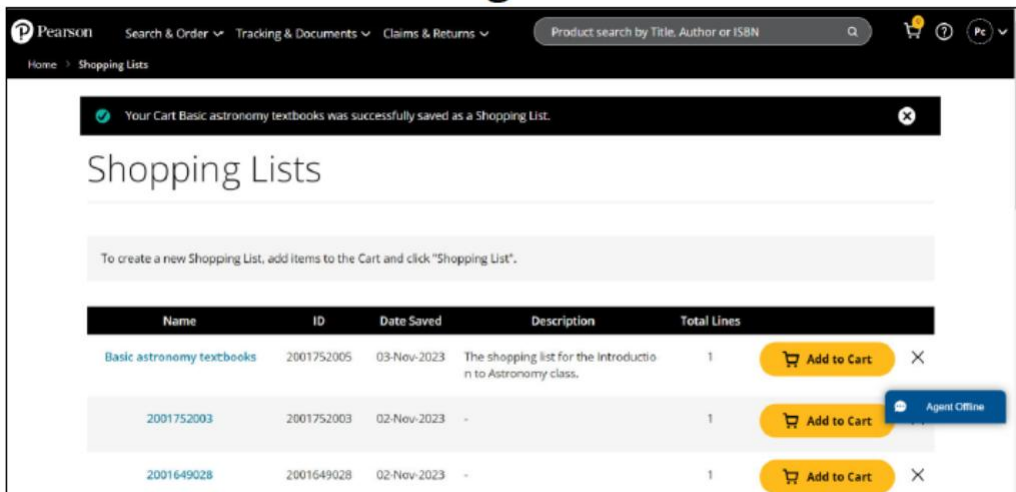 Pearson Search & Order Tracking & Documents Claims & Returns Product search by Title, Author or ISBN 0 ? Pc
Home > Shopping Lists
Your Cart Basic astronomy textbooks was successfully saved as a Shopping List.
Shopping Lists
To create a new Shopping List, add items to the Cart and click "Shopping List".
Name ID Date Saved Description Total Lines
Basic astronomy textbooks 2001752005 03-Nov-2023 The shopping list for the Introductio 1 Add to Cart
n to Astronomy class.
Agent Offline
2001752003 2001752003 02-Nov-2023 - 1 Add to Cart
2001649028 2001649028 02-Nov-2023 - 1 Add to Cart